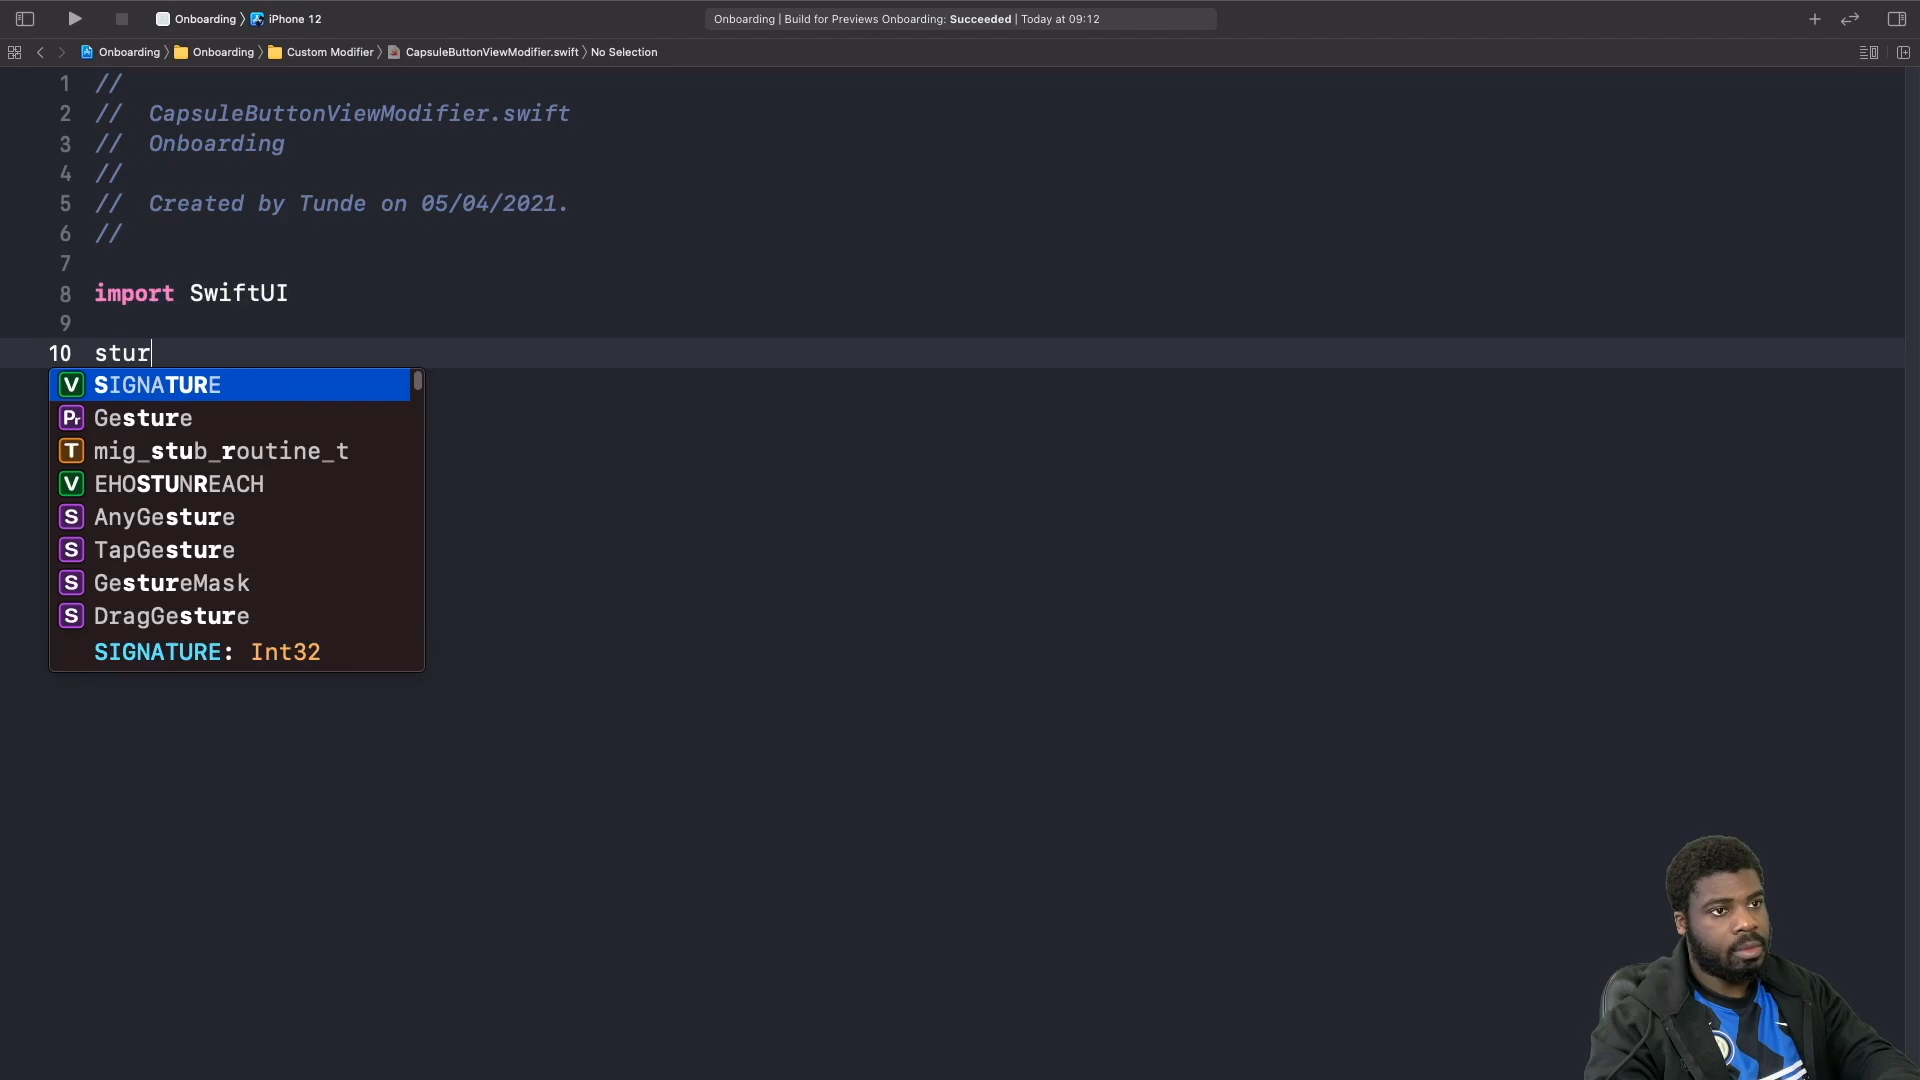 Onboarding 〉 iPhone 12
Onboarding | Build for Previews Onboarding: Succeeded | Today at 09:12
Onboarding 〉 Onboarding 〉 Custom Modifier 〉 CapsuleButtonViewModifier.swift 〉 No Selection
1 //
2 //  CapsuleButtonViewModifier.swift
3 //  Onboarding
4 //
5 //  Created by Tunde on 05/04/2021.
6 //
7
8 import SwiftUI
9
10 stur
V SIGNATURE
Pr Gesture
T mig_stub_routine_t
V EHOSTUNREACH
S AnyGesture
S TapGesture
S GestureMask
S DragGesture
SIGNATURE: Int32